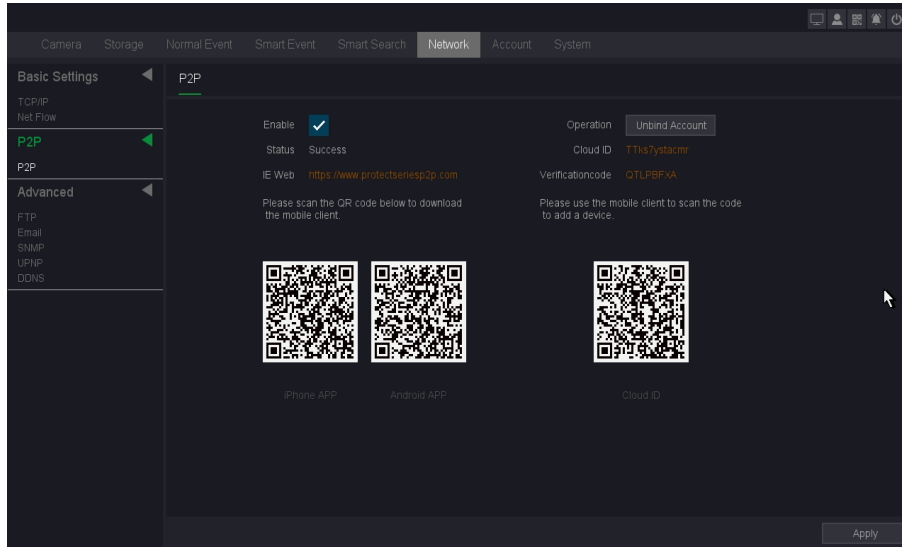 Camera Storage Normal Event Smart Event Smart Search Network Account System
Basic Settings
TCP/IP
Net Flow
P2P
P2P
Advanced
FTP
Email
SNMP
UPNP
DDNS
P2P
Enable
Status Success
IE Web https://www.protectseriesp2p.com
Please scan the QR code below to download
the mobile client.
Operation Unbind Account
Cloud ID TTks7ystacmr
Verificationcode QTLPBFXA
Please use the mobile client to scan the code
to add a device.
iPhone APP
Android APP
Cloud ID
Apply